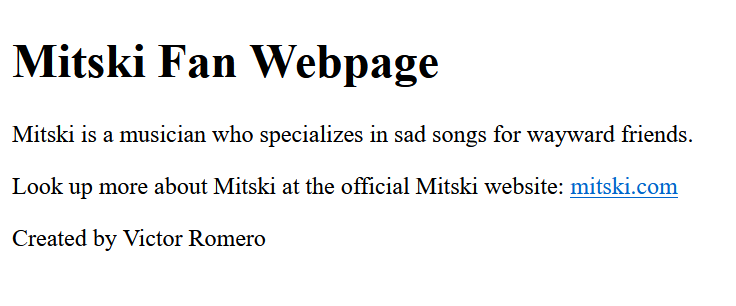 Mitski Fan Webpage
Mitski is a musician who specializes in sad songs for wayward friends.
Look up more about Mitski at the official Mitski website: mitski.com
Created by Victor Romero